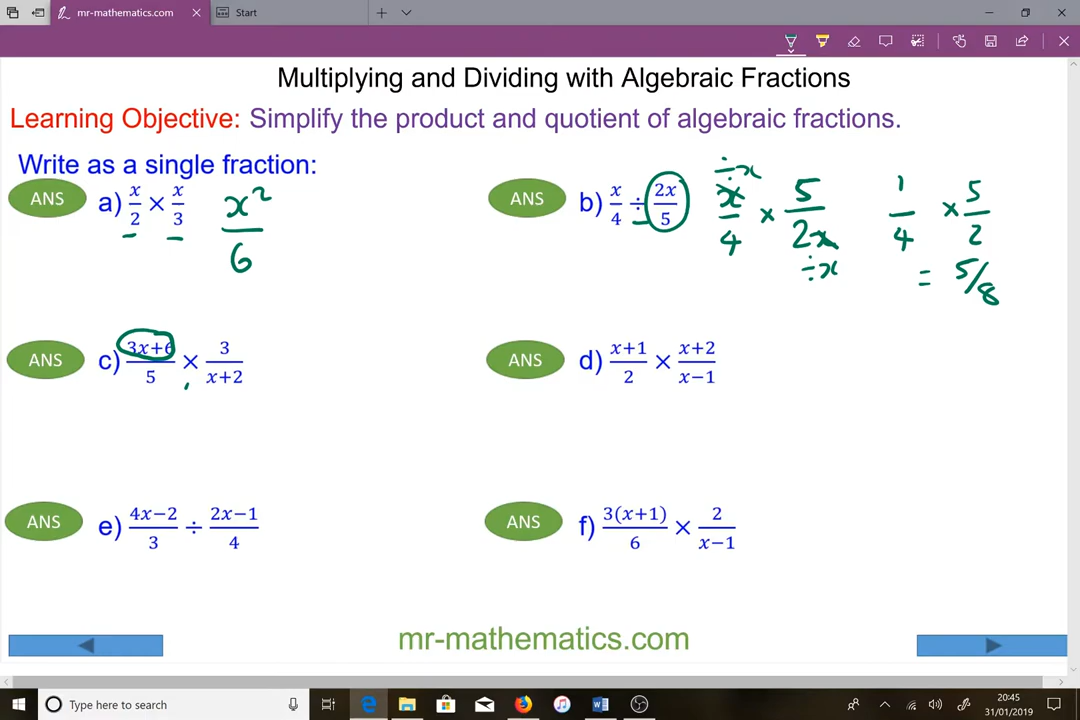 mr-mathematics.com
Start
Multiplying and Dividing with Algebraic Fractions
Learning Objective: Simplify the product and quotient of algebraic fractions.
Write as a single fraction:
ANS a) x/2 × x/3 x²/6
ANS b) x/4 ÷ 2x/5 ÷x x/4 × 5/2x ÷x 1/4 × 5/2
= 5/8
ANS c) 3x+6/5 × 3/x+2
ANS d) x+1/2 × x+2/x−1
ANS e) 4x−2/3 ÷ 2x−1/4
ANS f) 3(x+1)/6 × 2/x−1
mr-mathematics.com
Type here to search
20:45
31/01/2019